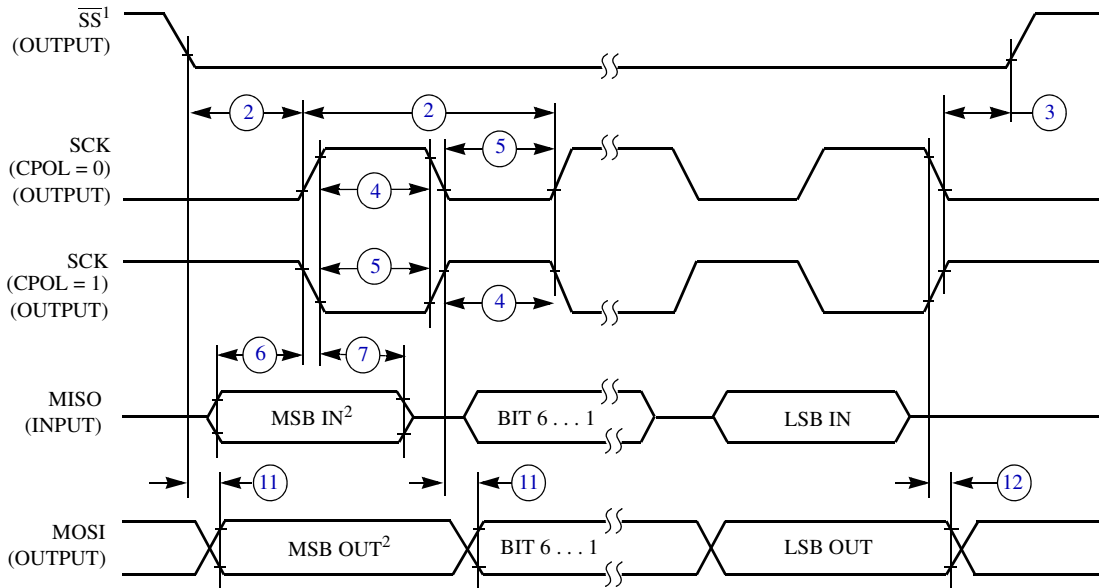 S̅S̅¹
(OUTPUT)
2
2
3
SCK
(CPOL = 0)
(OUTPUT)
5
4
SCK
(CPOL = 1)
(OUTPUT)
5
4
6
7
MISO
(INPUT)
MSB IN²
BIT 6 . . . 1
LSB IN
11
11
12
MOSI
(OUTPUT)
MSB OUT²
BIT 6 . . . 1
LSB OUT